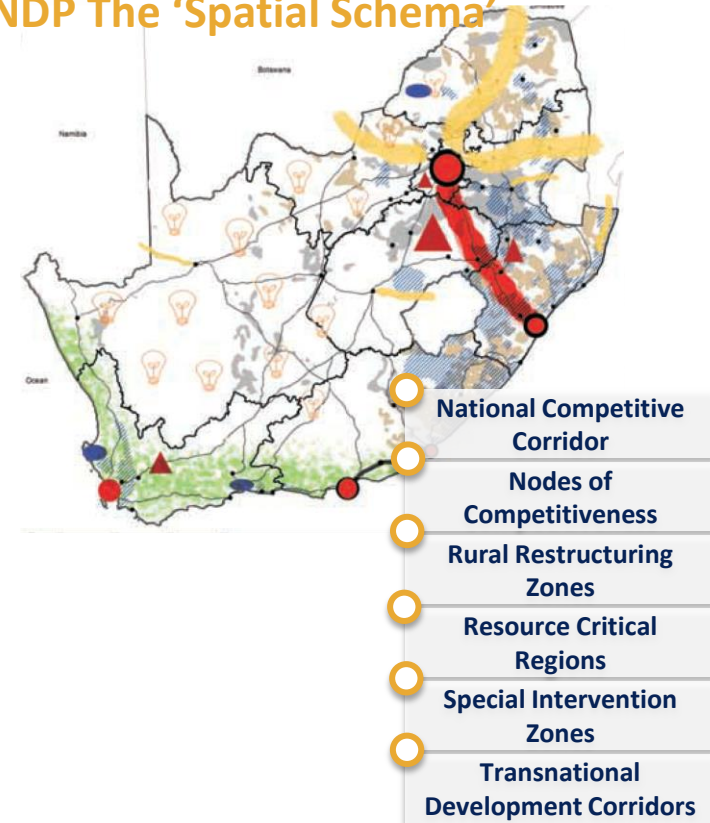 NDP The ‘Spatial Schema’
Botswana
Namibia
Ocean
National Competitive
Corridor
Nodes of
Competitiveness
Rural Restructuring
Zones
Resource Critical
Regions
Special Intervention
Zones
Transnational
Development Corridors